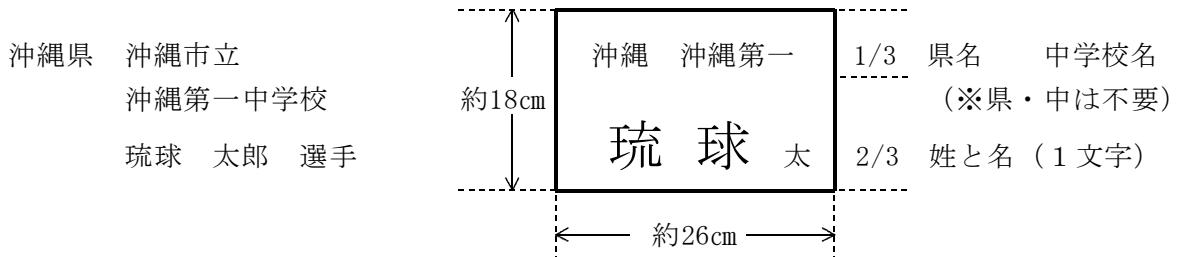 沖縄県　沖縄市立
沖縄第一中学校
琉球　太郎　選手
約18㎝
沖縄　沖縄第一
琉　球　太
約26㎝
1/3　県名　　中学校名
（※県・中は不要）
2/3　姓と名（１文字）